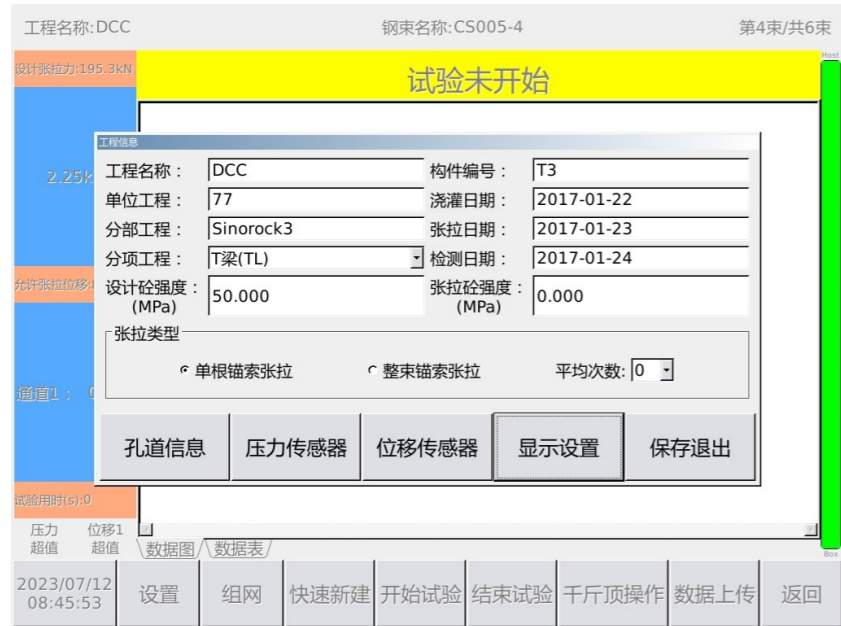 工程名称:DCC 钢束名称:CS005-4 第4束/共6束
设计张拉力:195.3kN
试验未开始
Host
工程信息
工程名称： DCC 构件编号： T3
2.25k
单位工程： 77 浇灌日期： 2017-01-22
分部工程： Sinorock3 张拉日期： 2017-01-23
分项工程： T梁(TL) 检测日期： 2017-01-24
允许张拉位移:
设计砼强度：
(MPa)
50.000
张拉砼强度：
(MPa)
0.000
张拉类型
单根锚索张拉 整束锚索张拉 平均次数: 0
通道1：
孔道信息 压力传感器 位移传感器 显示设置 保存退出
试验用时(s):0
压力 位移1
超值 超值
数据图 数据表
Box
2023/07/12
08:45:53
设置 组网 快速新建 开始试验 结束试验 千斤顶操作 数据上传 返回